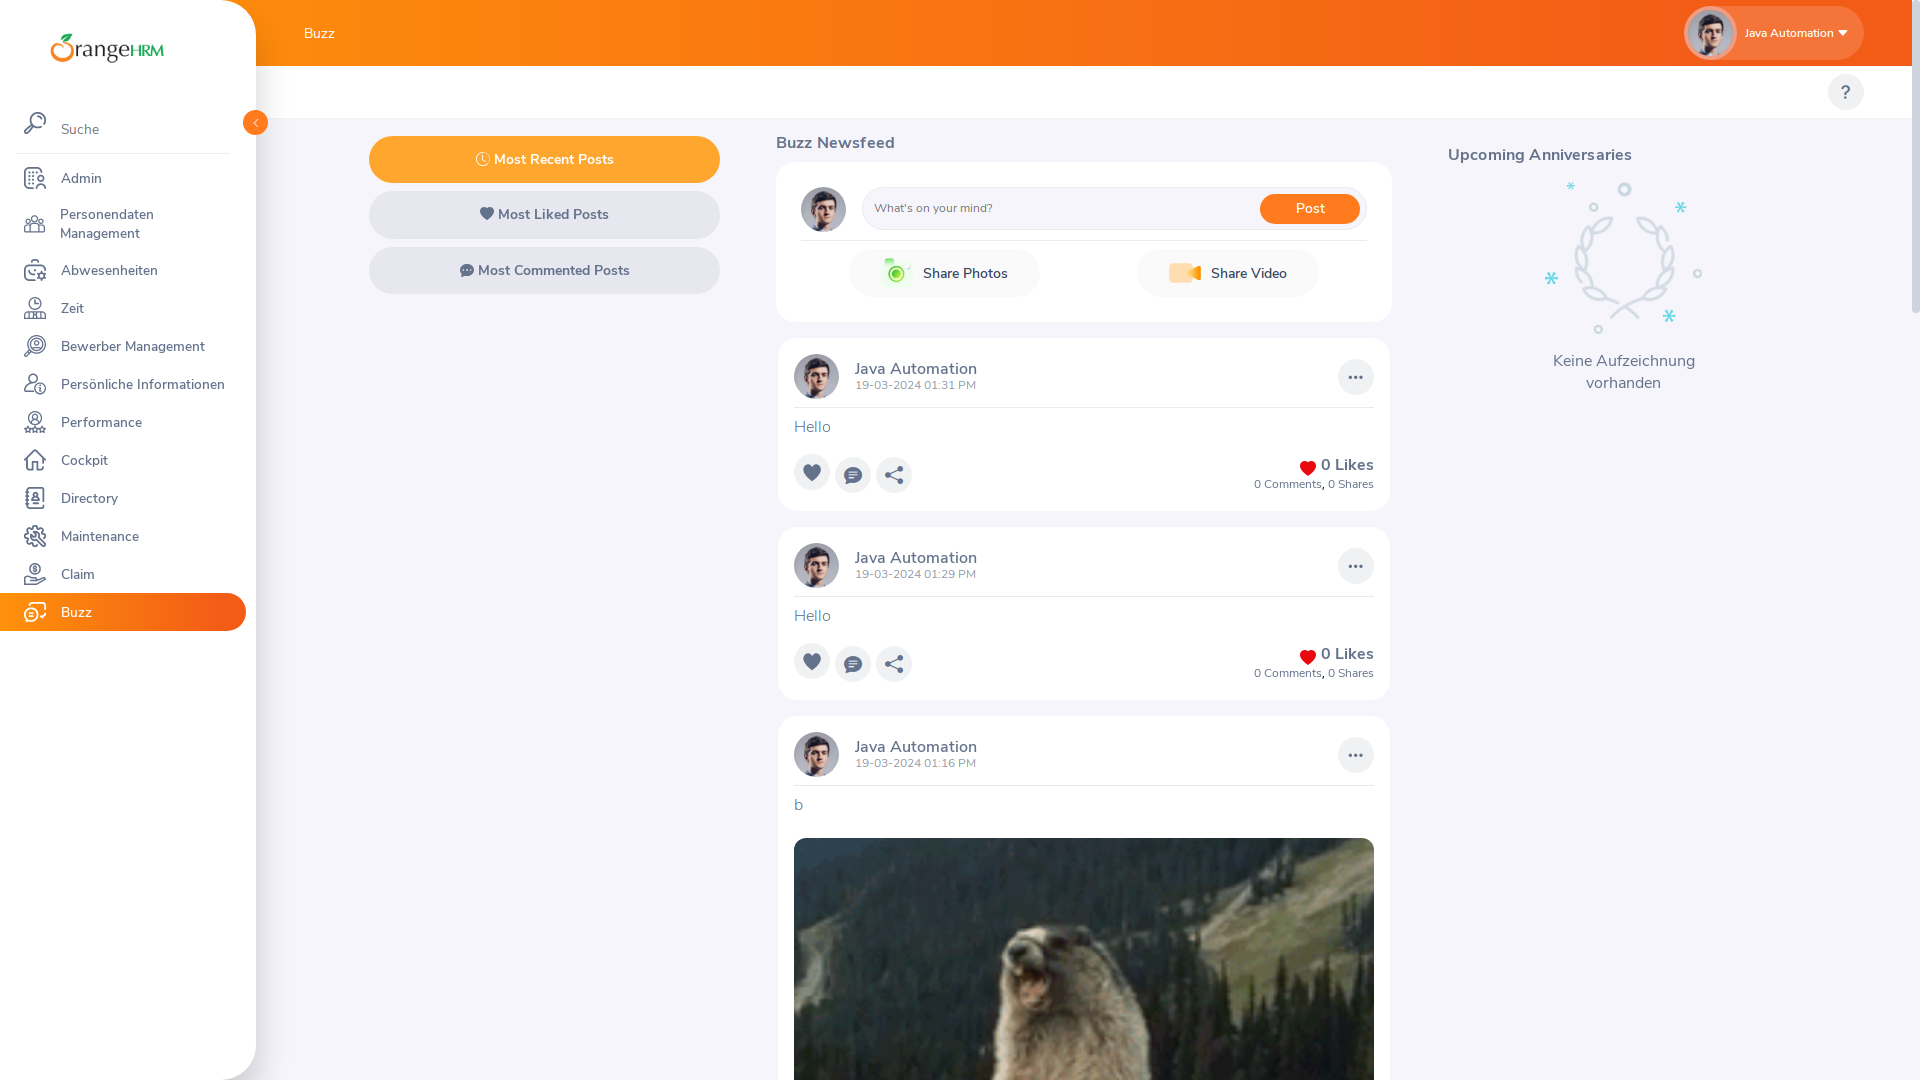 OrangeHRM
Buzz
Java Automation
?
Suche
Admin
Personendaten
Management
Abwesenheiten
Zeit
Bewerber Management
Persönliche Informationen
Performance
Cockpit
Directory
Maintenance
Claim
Buzz
Most Recent Posts
Most Liked Posts
Most Commented Posts
Buzz Newsfeed
What's on your mind?
Post
Share Photos
Share Video
Java Automation
19-03-2024 01:31 PM
Hello
0 Likes
0 Comments, 0 Shares
Java Automation
19-03-2024 01:29 PM
Hello
0 Likes
0 Comments, 0 Shares
Java Automation
19-03-2024 01:16 PM
b
Upcoming Anniversaries
Keine Aufzeichnung
vorhanden